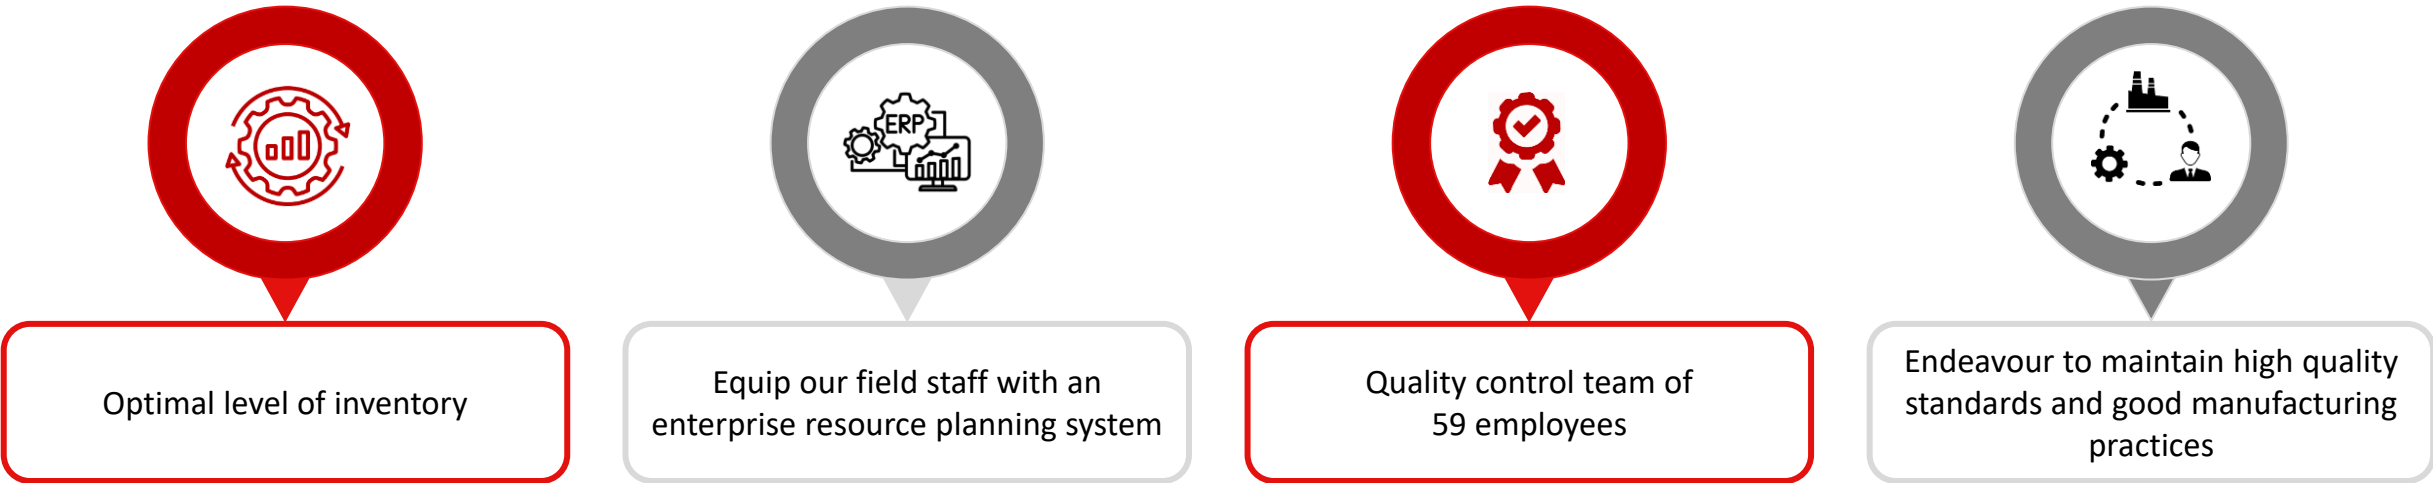 ERP
Optimal level of inventory
Equip our field staff with an
enterprise resource planning system
Quality control team of
59 employees
Endeavour to maintain high quality
standards and good manufacturing
practices